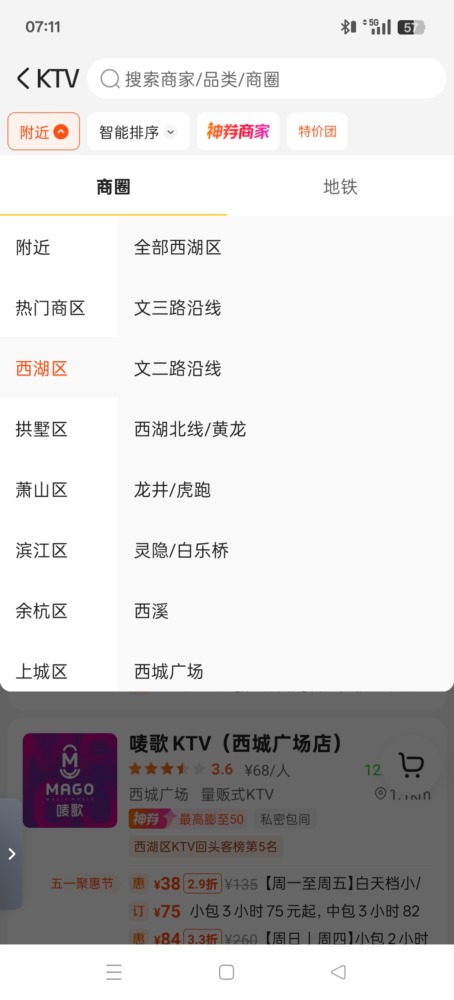 07:11
5G
57
KTV
搜索商家/品类/商圈
附近
智能排序
神券商家
特价团
商圈
地铁
附近
全部西湖区
热门商区
文三路沿线
西湖区
文二路沿线
拱墅区
西湖北线/黄龙
萧山区
龙井/虎跑
滨江区
灵隐/白乐桥
余杭区
西溪
上城区
西城广场
唛歌KTV（西城广场店）
3.6
¥68/人
12.
西城广场
量贩式KTV
1.1km
M
MAGO
MUSIC WORLD
唛歌
神券
最高膨至50
私密包间
西湖区KTV回头客榜第5名
五一聚惠节
惠 ¥38 2.9折 ¥135【周一至周五】白天档小/
订 ¥75 小包3小时75元起, 中包3小时82
惠 ¥84 3.3折 ¥260【周日丨周四】小包2小时